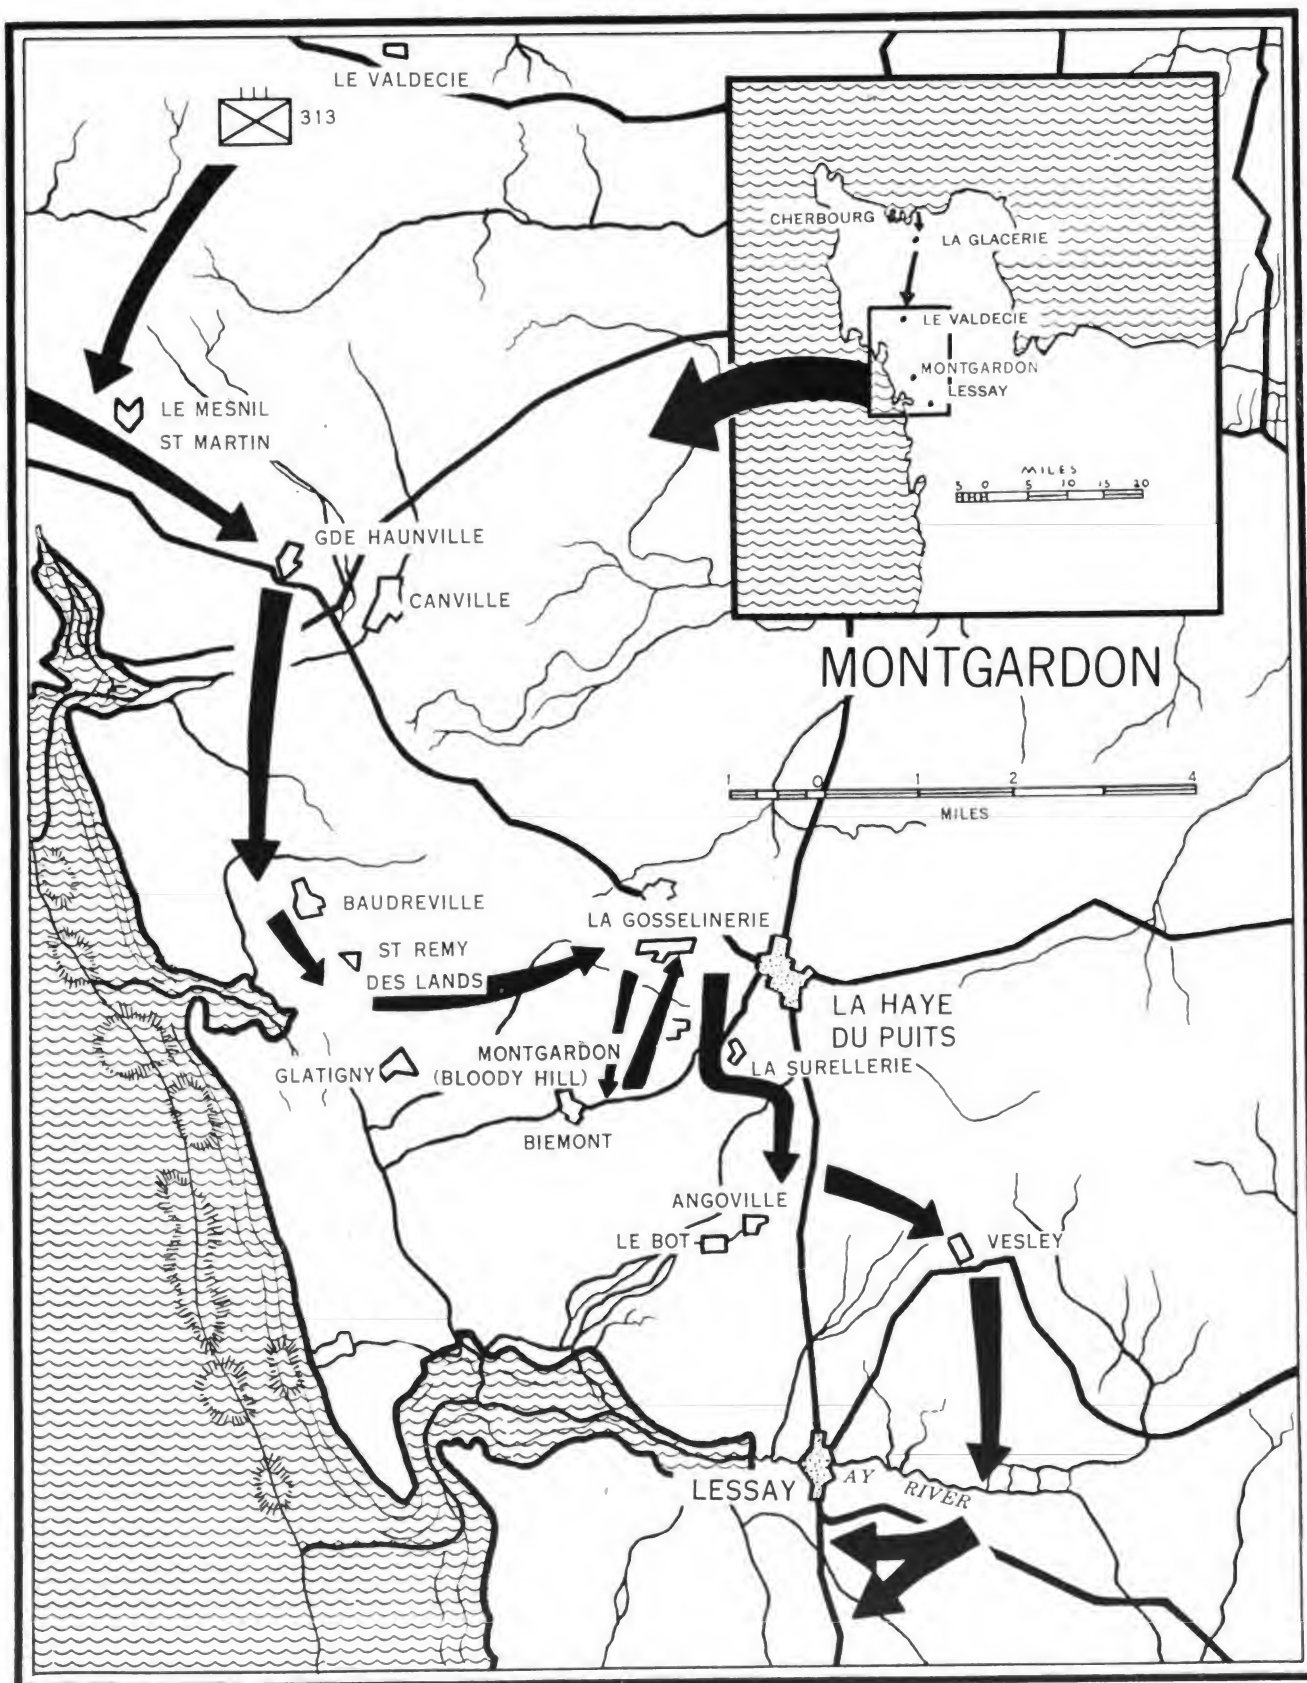 LE VALDECIE
313
CHERBOURG
LA GLACERIE
LE VALDECIE
MONTGARDON
LESSAY
MILES
5 0 5 10 15 20
LE MESNIL
ST MARTIN
GDE HAUNVILLE
CANVILLE
MONTGARDON
1 0 1 2 4
MILES
BAUDREVILLE
LA GOSSELINERIE
ST REMY
DES LANDS
LA HAYE
DU PUITS
MONTGARDON
(BLOODY HILL)
LA SURELLERIE
GLATIGNY
BIEMONT
ANGOVILLE
LE BOT
VESLEY
LESSAY
AY RIVER